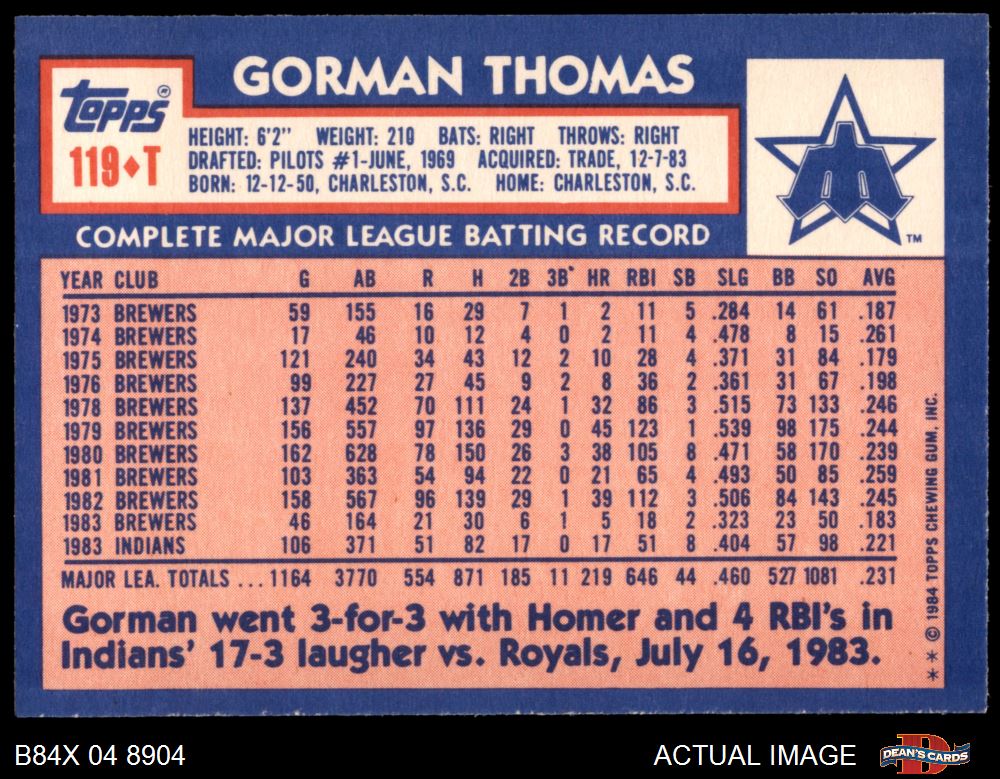 GORMAN THOMAS
Topps®
119♦T
HEIGHT: 6'2" WEIGHT: 210 BATS: RIGHT THROWS: RIGHT
DRAFTED: PILOTS #1-JUNE, 1969 ACQUIRED: TRADE, 12-7-83
BORN: 12-12-50, CHARLESTON, S.C. HOME: CHARLESTON, S.C.
TM
COMPLETE MAJOR LEAGUE BATTING RECORD
YEAR CLUB G AB R H 2B 3B HR RBI SB SLG BB SO AVG
1973 BREWERS 59 155 16 29 7 1 2 11 5 .284 14 61 .187
1974 BREWERS 17 46 10 12 4 0 2 11 4 .478 8 15 .261
1975 BREWERS 121 240 34 43 12 2 10 28 4 .371 31 84 .179
1976 BREWERS 99 227 27 45 9 2 8 36 2 .361 31 67 .198
1978 BREWERS 137 452 70 111 24 1 32 86 3 .515 73 133 .246
1979 BREWERS 156 557 97 136 29 0 45 123 1 .539 98 175 .244
1980 BREWERS 162 628 78 150 26 3 38 105 8 .471 58 170 .239
1981 BREWERS 103 363 54 94 22 0 21 65 4 .493 50 85 .259
1982 BREWERS 158 567 96 139 29 1 39 112 3 .506 84 143 .245
1983 BREWERS 46 164 21 30 6 1 5 18 2 .323 23 50 .183
1983 INDIANS 106 371 51 82 17 0 17 51 8 .404 57 98 .221
MAJOR LEA. TOTALS ... 1164 3770 554 871 185 11 219 646 44 .460 527 1081 .231
Gorman went 3-for-3 with Homer and 4 RBI's in
Indians' 17-3 laugher vs. Royals, July 16, 1983.
** © 1984 TOPPS CHEWING GUM, INC.
B84X 04 8904
ACTUAL IMAGE
DEAN'S CARDS